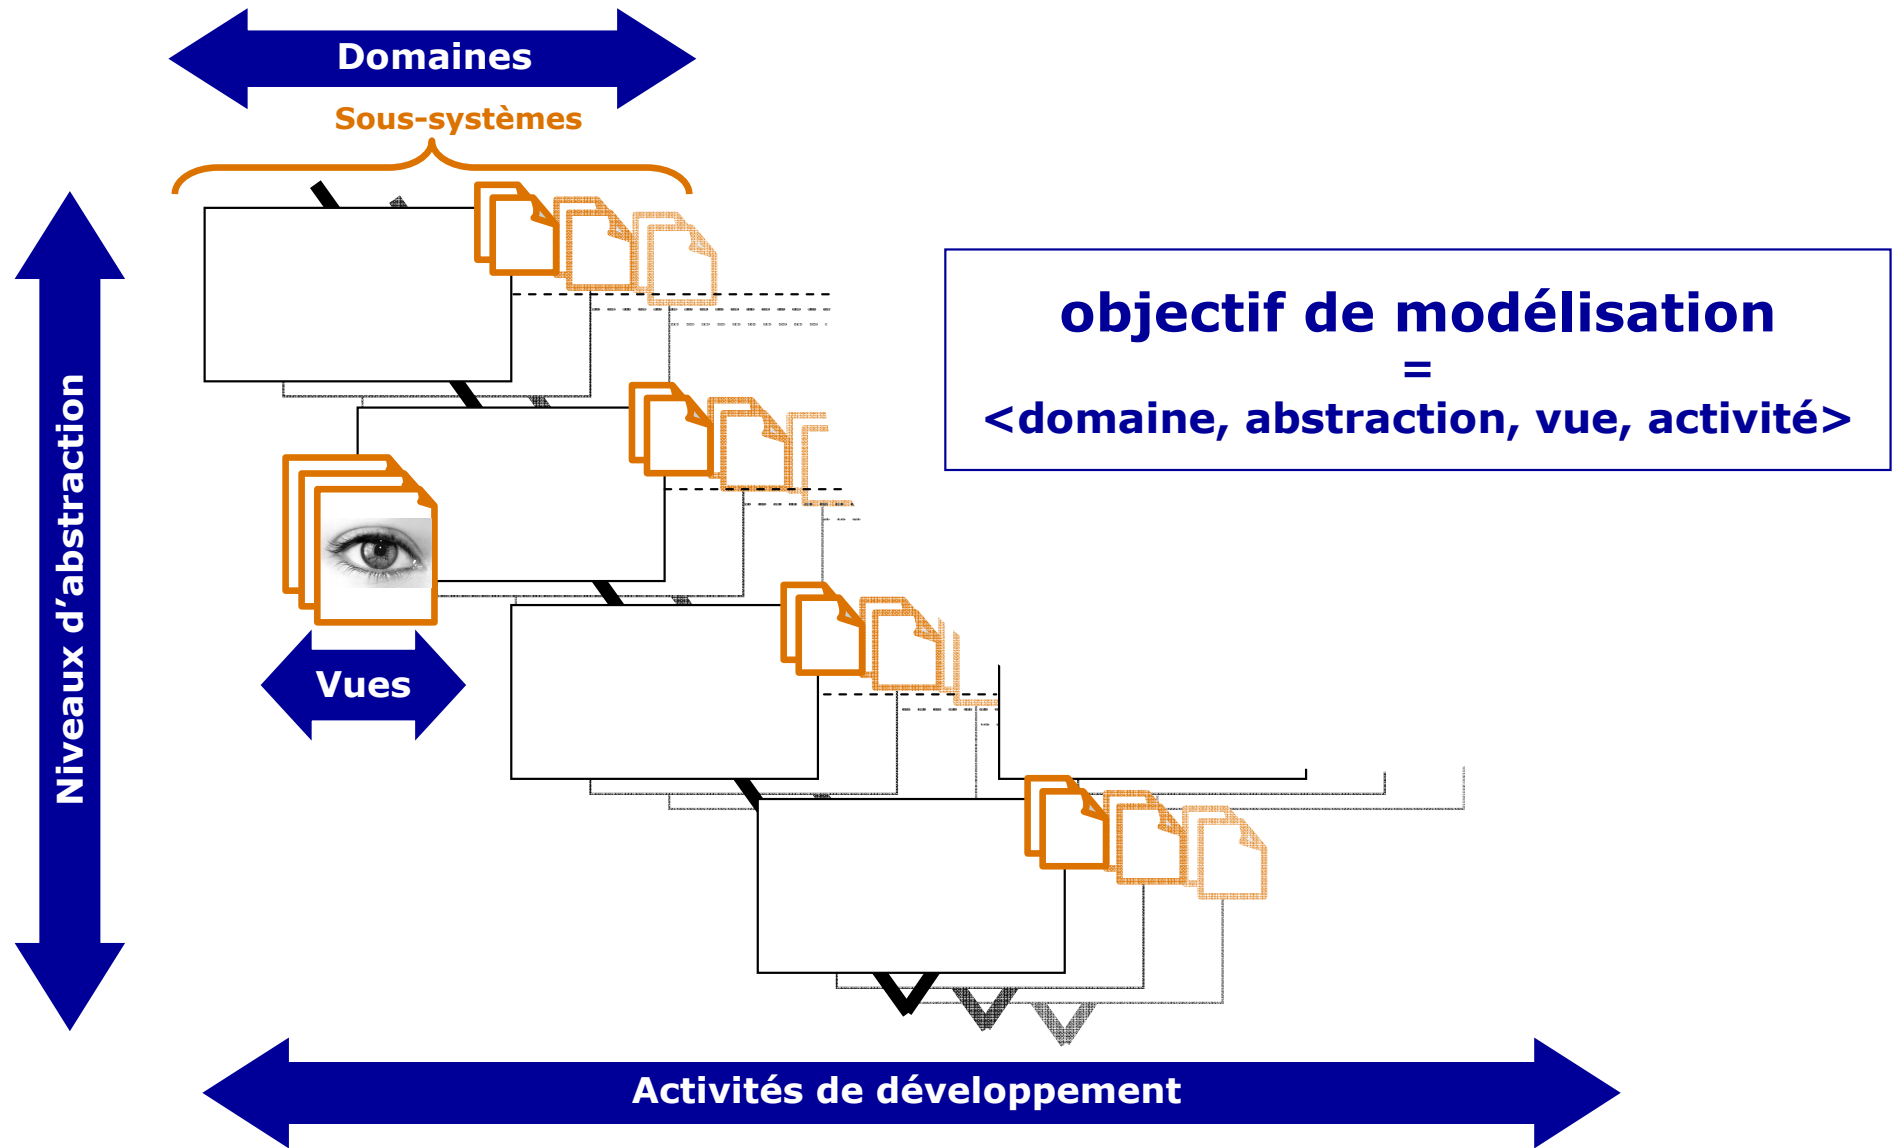 Domaines
Sous-systèmes
objectif de modélisation
=
<domaine, abstraction, vue, activité>
Niveaux d’abstraction
Vues
Activités de développement